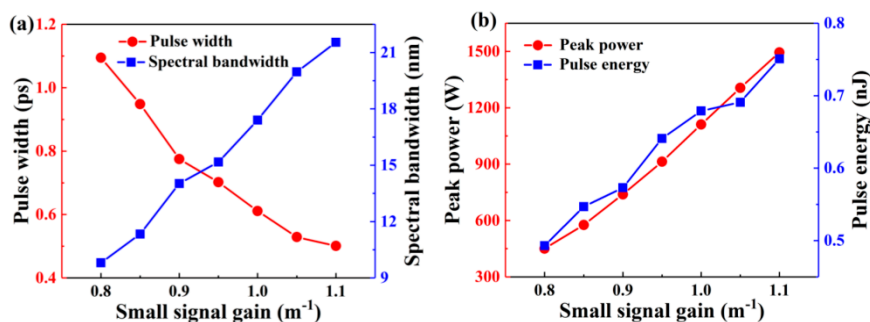 (a)
Pulse width
Spectral bandwidth
Pulse width (ps)
1.2
1.0
0.8
0.6
0.4
Spectral bandwidth (nm)
21
18
15
12
9
0.8 0.9 1.0 1.1
Small signal gain (m⁻¹)
(b)
Peak power
Pulse energy
Peak power (W)
1500
1200
900
600
300
Pulse energy (nJ)
0.8
0.7
0.6
0.5
0.8 0.9 1.0 1.1
Small signal gain (m⁻¹)